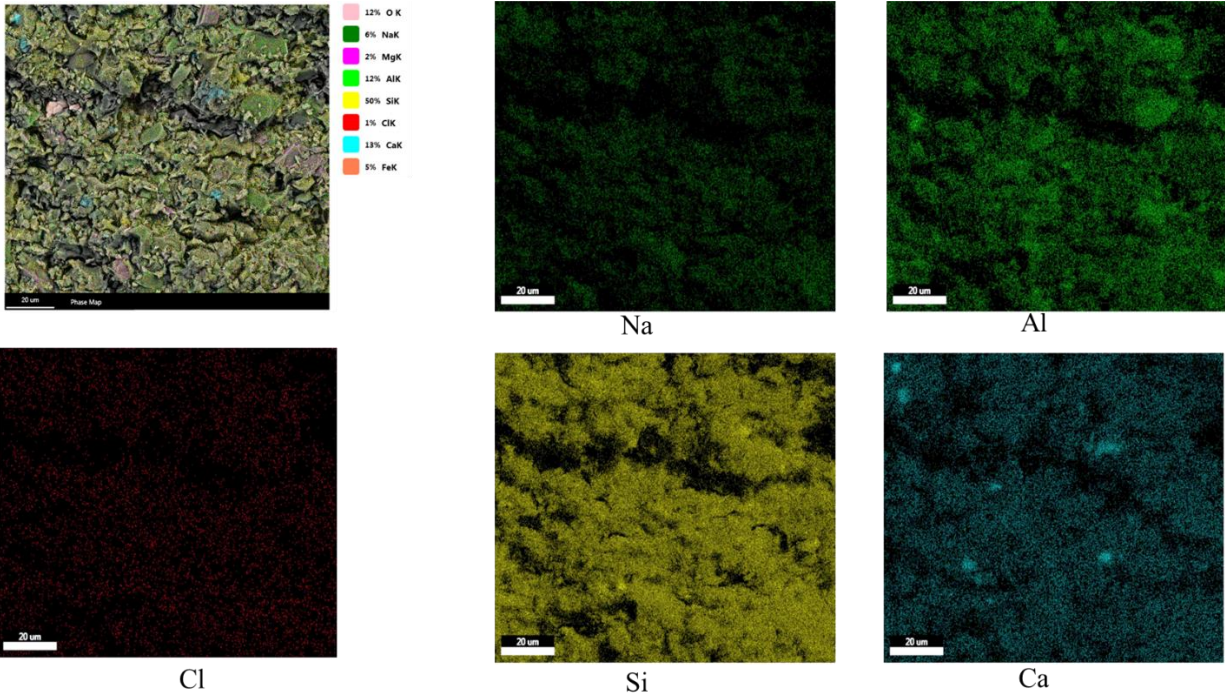 12% O K
6% NaK
2% MgK
12% AlK
50% SiK
1% ClK
13% CaK
5% FeK
20 um Phase Map
20 um
Na
20 um
Al
20 um
Cl
20 um
Si
20 um
Ca